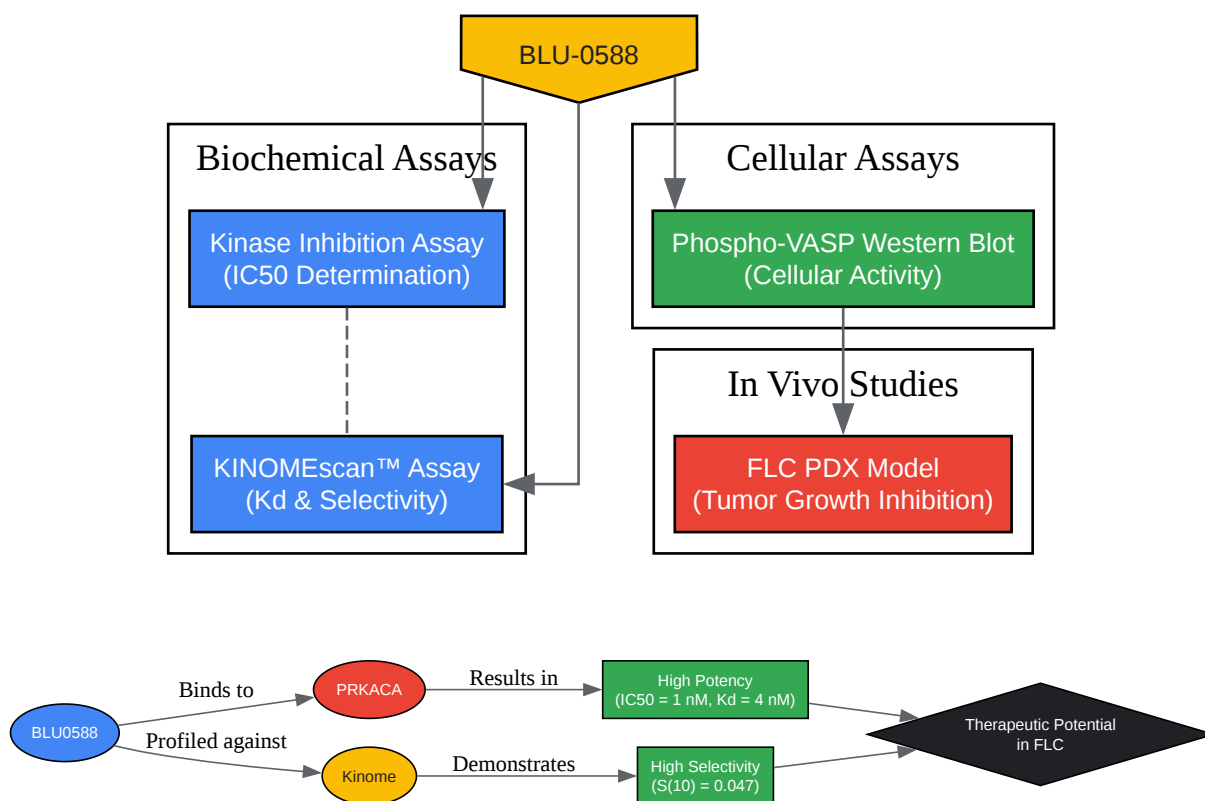 BLU-0588
Biochemical Assays
Kinase Inhibition Assay
(IC50 Determination)
KINOMEscan™ Assay
(Kd & Selectivity)
Cellular Assays
Phospho-VASP Western Blot
(Cellular Activity)
In Vivo Studies
FLC PDX Model
(Tumor Growth Inhibition)
BLU0588
Binds to
PRKACA
Results in
High Potency
(IC50 = 1 nM, Kd = 4 nM)
Profiled against
Kinome
Demonstrates
High Selectivity
(S(10) = 0.047)
Therapeutic Potential
in FLC